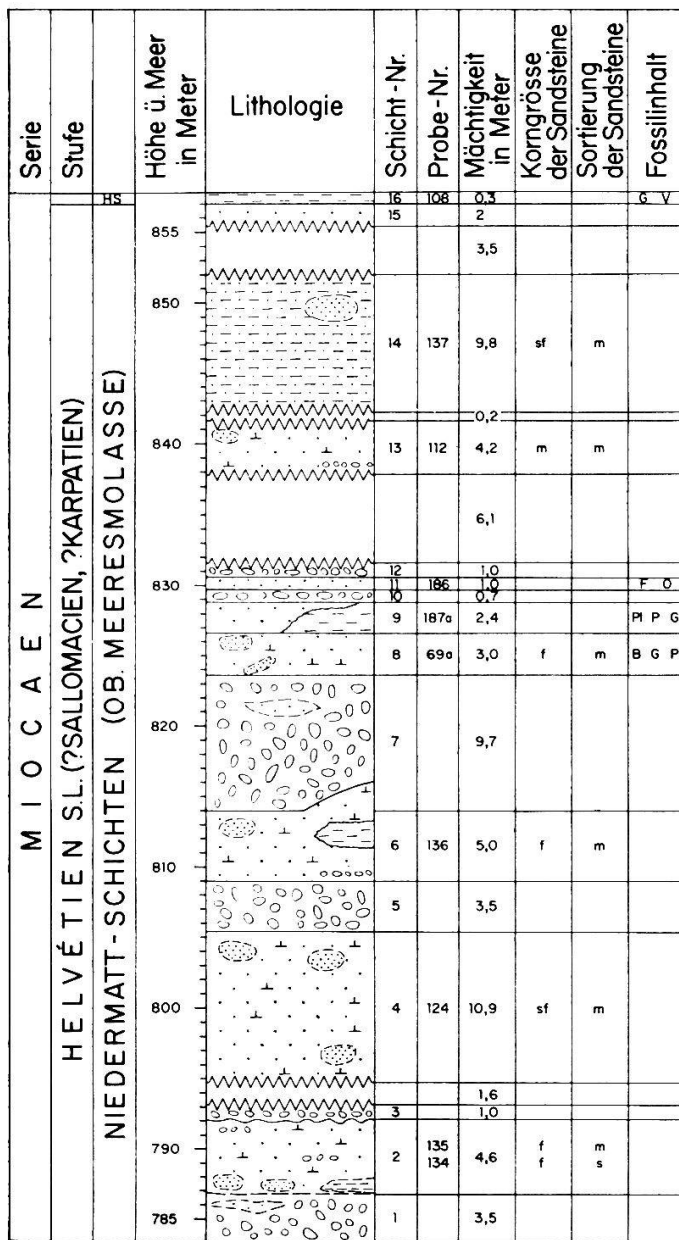 Serie
Stufe
Höhe ü. Meer
in Meter
Lithologie
Schicht-Nr.
Probe-Nr.
Mächtigkeit
in Meter
Korngrösse
der Sandsteine
Sortierung
der Sandsteine
Fossilinhalt
MIOCAEN
HELVÉTIEN S.L. (?SALLOMACIEN, ?KARPATIEN)
HS
NIEDERMATT-SCHICHTEN (OB. MEERESMOLASSE)
16 108 0,3 G V
15 2
855
3,5
850
14 137 9,8 sf m
0,2
840
13 112 4,2 m m
6,1
12 1,0
830
11 186 1,0 F O
10 0,7
9 187a 2,4 Pl P G
8 69a 3,0 f m B G P
820
7 9,7
810
6 136 5,0 f m
5 3,5
800
4 124 10,9 sf m
1,6
3 1,0
790
2 135 4,6 f m
134 f s
785
1 3,5